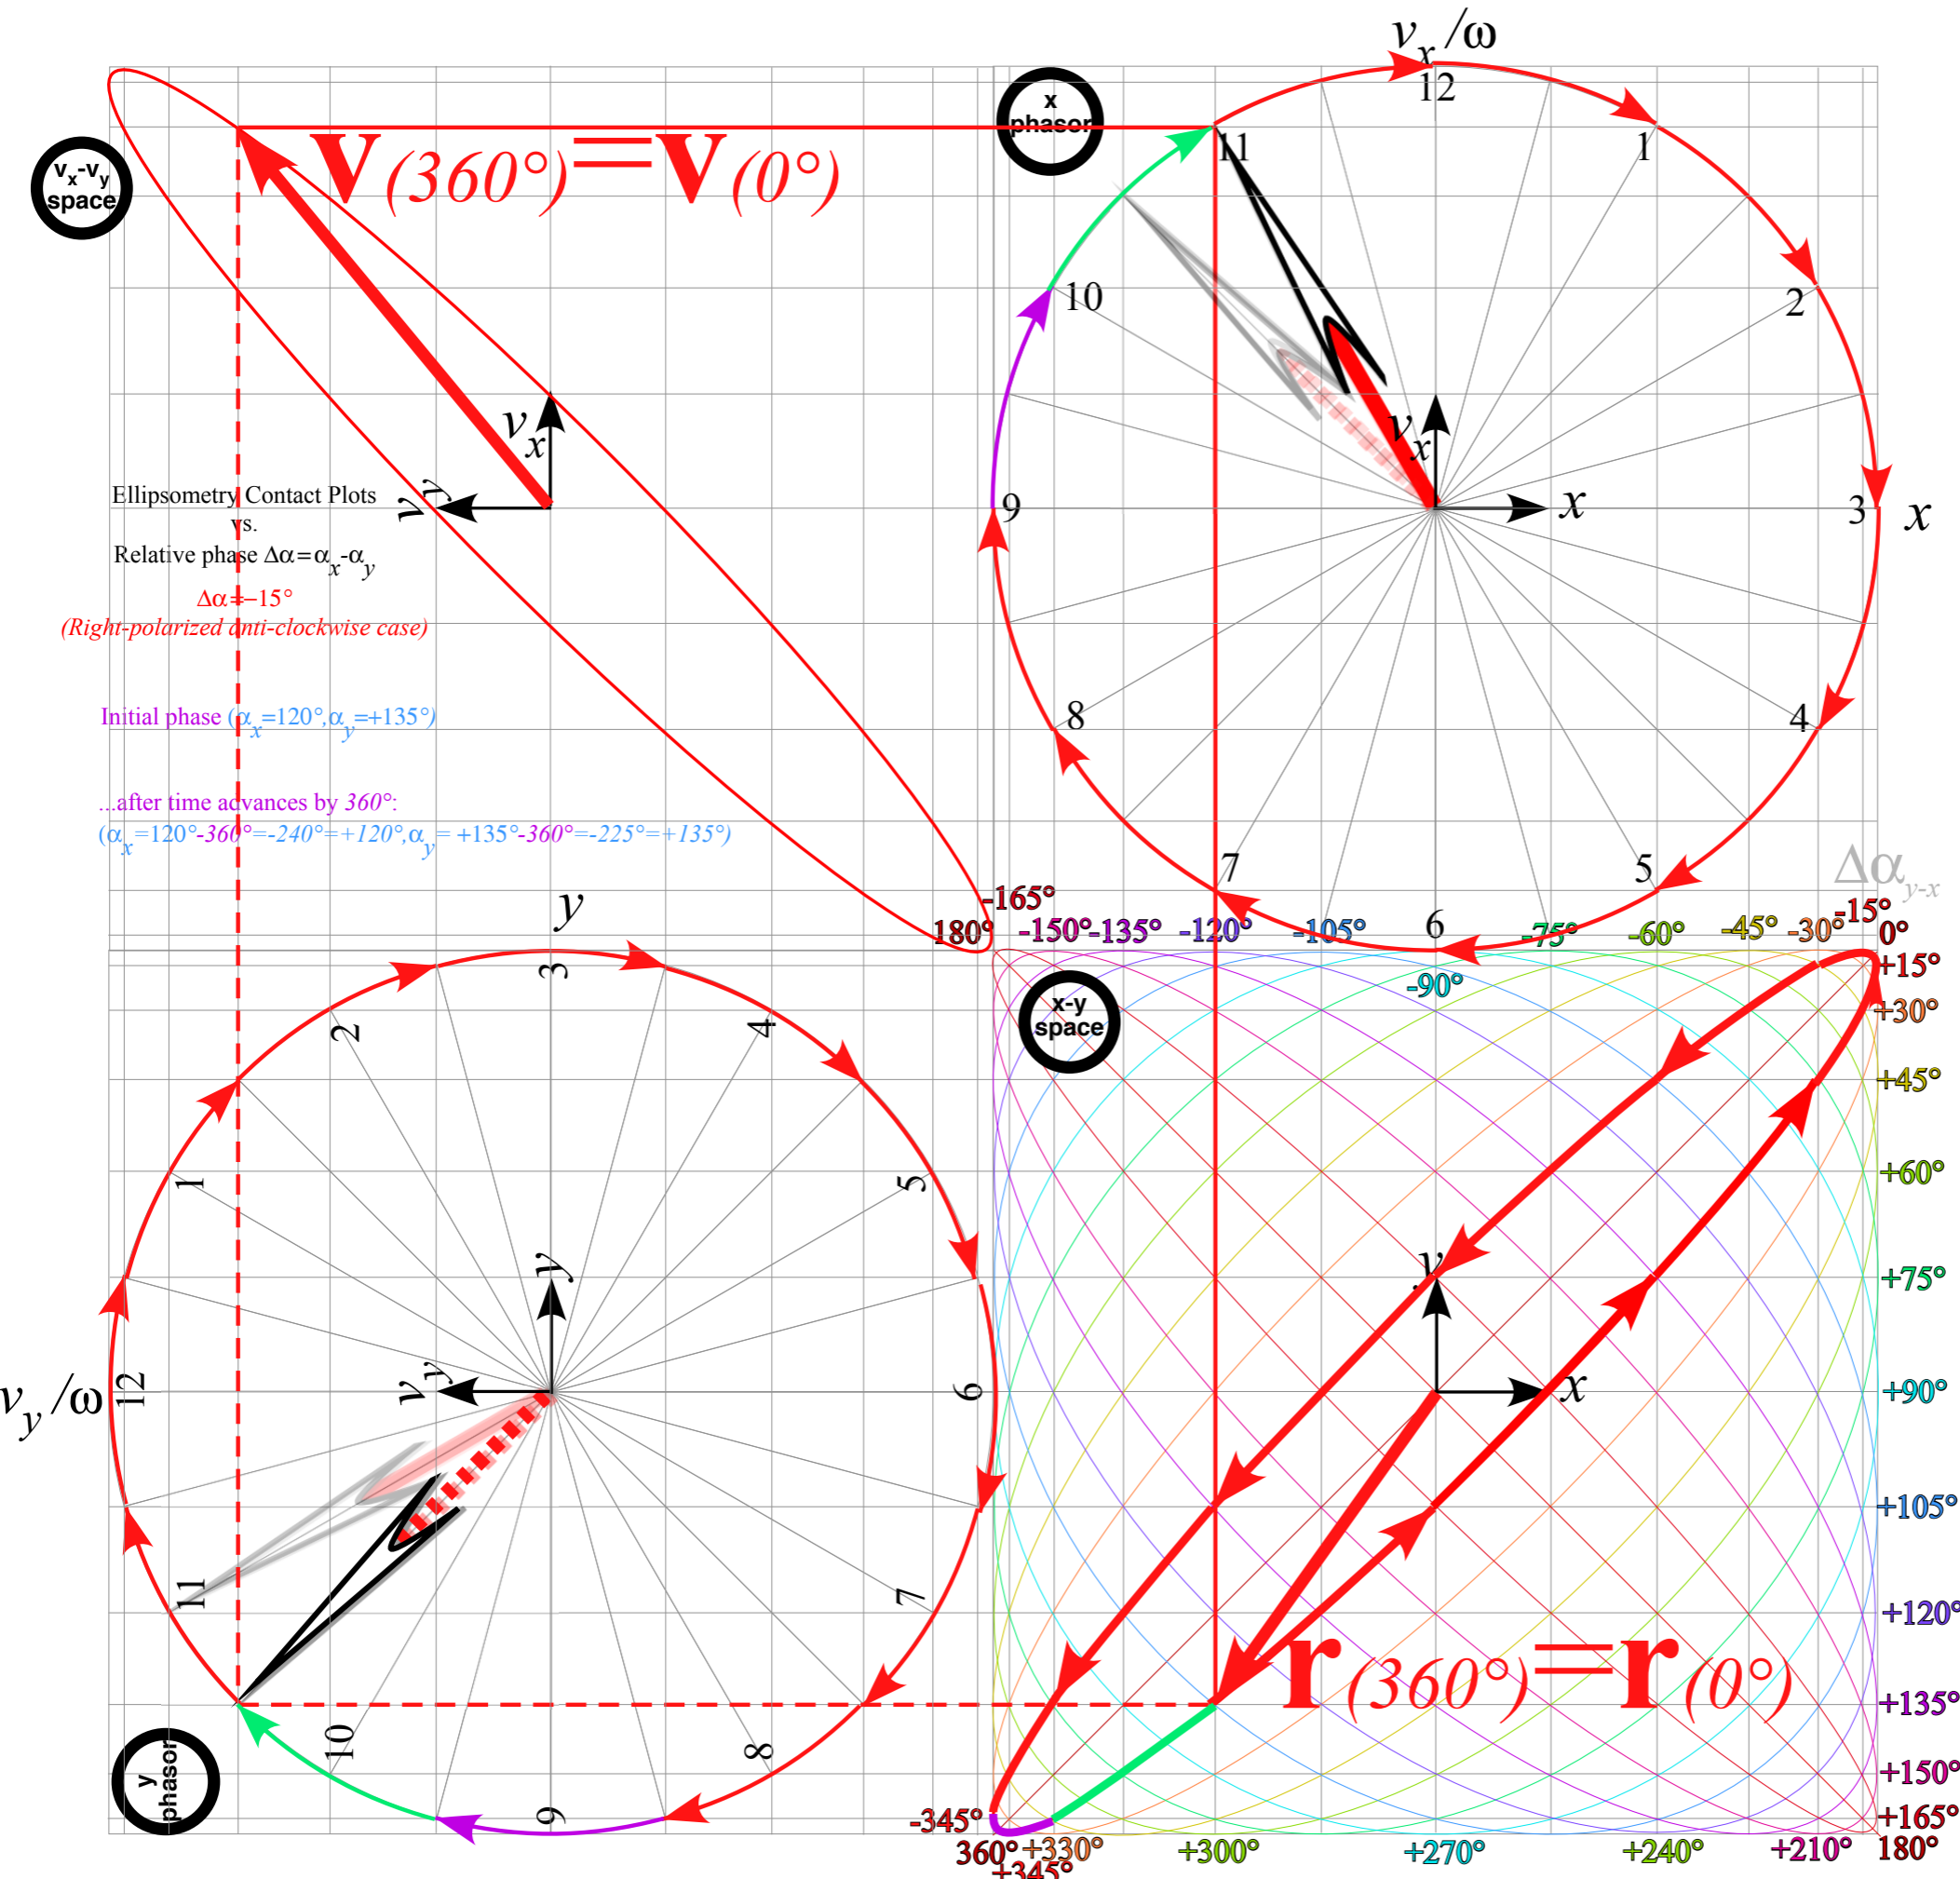 v_x/ω
x phasor
12
11
1
v_x-v_y space
v(360°)=v(0°)
10
2
v_x
v_x
v_y
9
x
3
x
Ellipsometry Contact Plots
vs.
Relative phase Δα=α_x-α_y
Δα=−15°
(Right-polarized anti-clockwise case)
8
4
Initial phase (α_x=120°,α_y=+135°)
...after time advances by 360°:
(α_x=120°-360°=-240°=+120°,α_y= +135°-360°=-225°=+135°)
7
5
Δα_y-x
y
6
-165°
-15°
180°
-150°
-135°
-120°
-105°
-75°
-60°
-45°
-30°
0°
-90°
3
+15°
x-y space
+30°
2
4
+45°
1
5
+60°
y
y
+75°
v_y/ω
12
v_y
6
x
+90°
+105°
11
7
+120°
r(360°)=r(0°)
+135°
10
8
y phasor
+150°
9
-345°
+165°
360°
+330°
+300°
+270°
+240°
+210°
180°
+345°